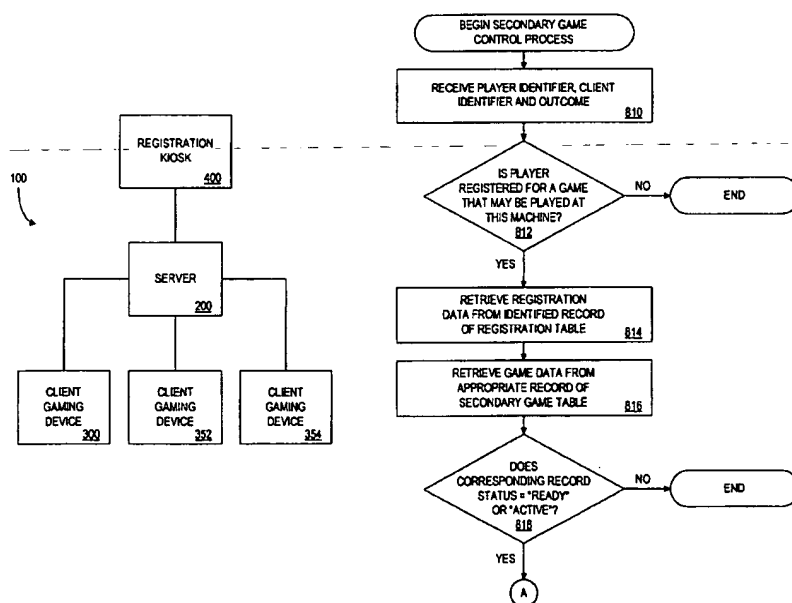 100
REGISTRATION
KIOSK
400
SERVER
200
CLIENT
GAMING
DEVICE 300
CLIENT
GAMING
DEVICE 352
CLIENT
GAMING
DEVICE 354
BEGIN SECONDARY GAME
CONTROL PROCESS
RECEIVE PLAYER IDENTIFIER, CLIENT
IDENTIFIER AND OUTCOME
810
IS PLAYER
REGISTERED FOR A GAME
THAT MAY BE PLAYED AT
THIS MACHINE?
812
NO
END
YES
RETRIEVE REGISTRATION
DATA FROM IDENTIFIED RECORD
OF REGISTRATION TABLE
814
RETRIEVE GAME DATA FROM
APPROPRIATE RECORD OF
SECONDARY GAME TABLE
816
DOES
CORRESPONDING RECORD
STATUS = "READY"
OR "ACTIVE"?
818
NO
END
YES
A